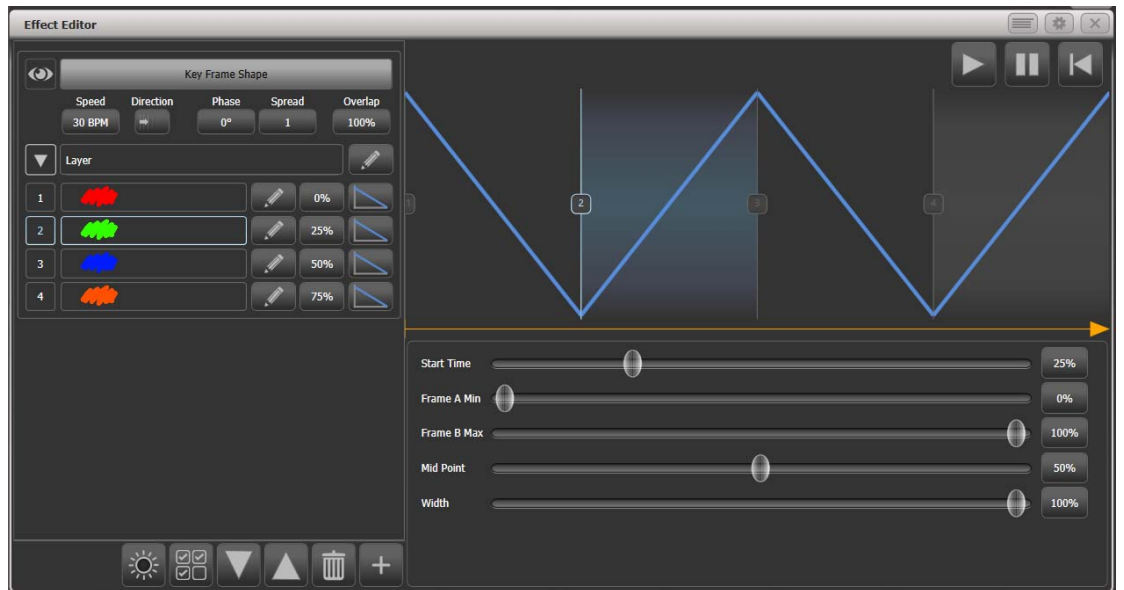 Effect Editor
Key Frame Shape
Speed Direction Phase Spread Overlap
30 BPM 0° 1 100%
Layer
1 0%
2 25%
3 50%
4 75%
1 2 3 4
Start Time 25%
Frame A Min 0%
Frame B Max 100%
Mid Point 50%
Width 100%